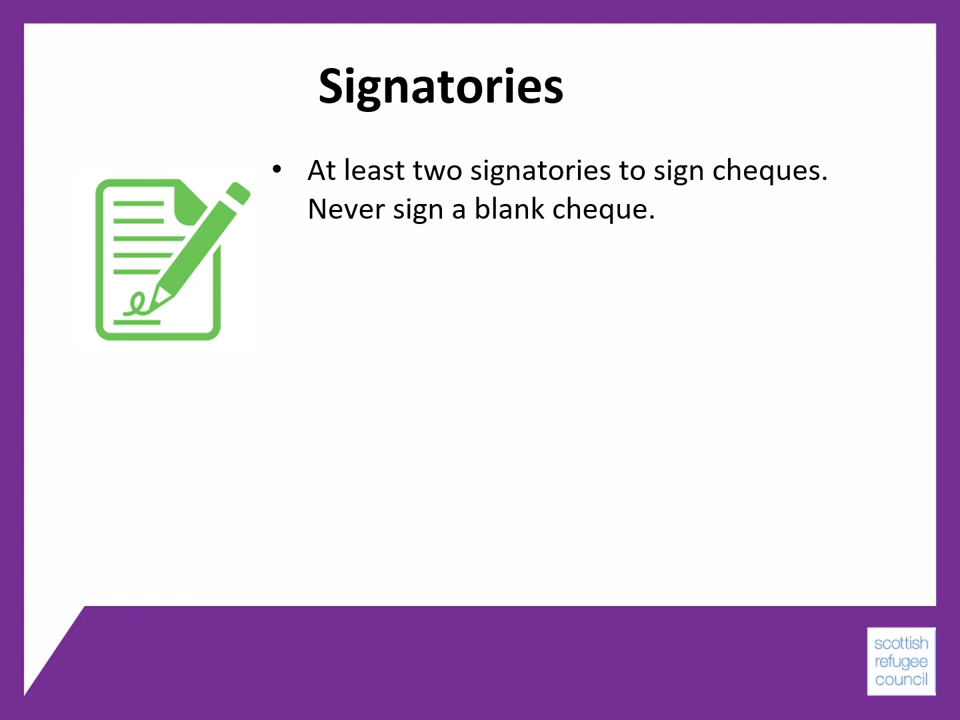 Signatories
• At least two signatories to sign cheques.
Never sign a blank cheque.
scottish
refugee
council